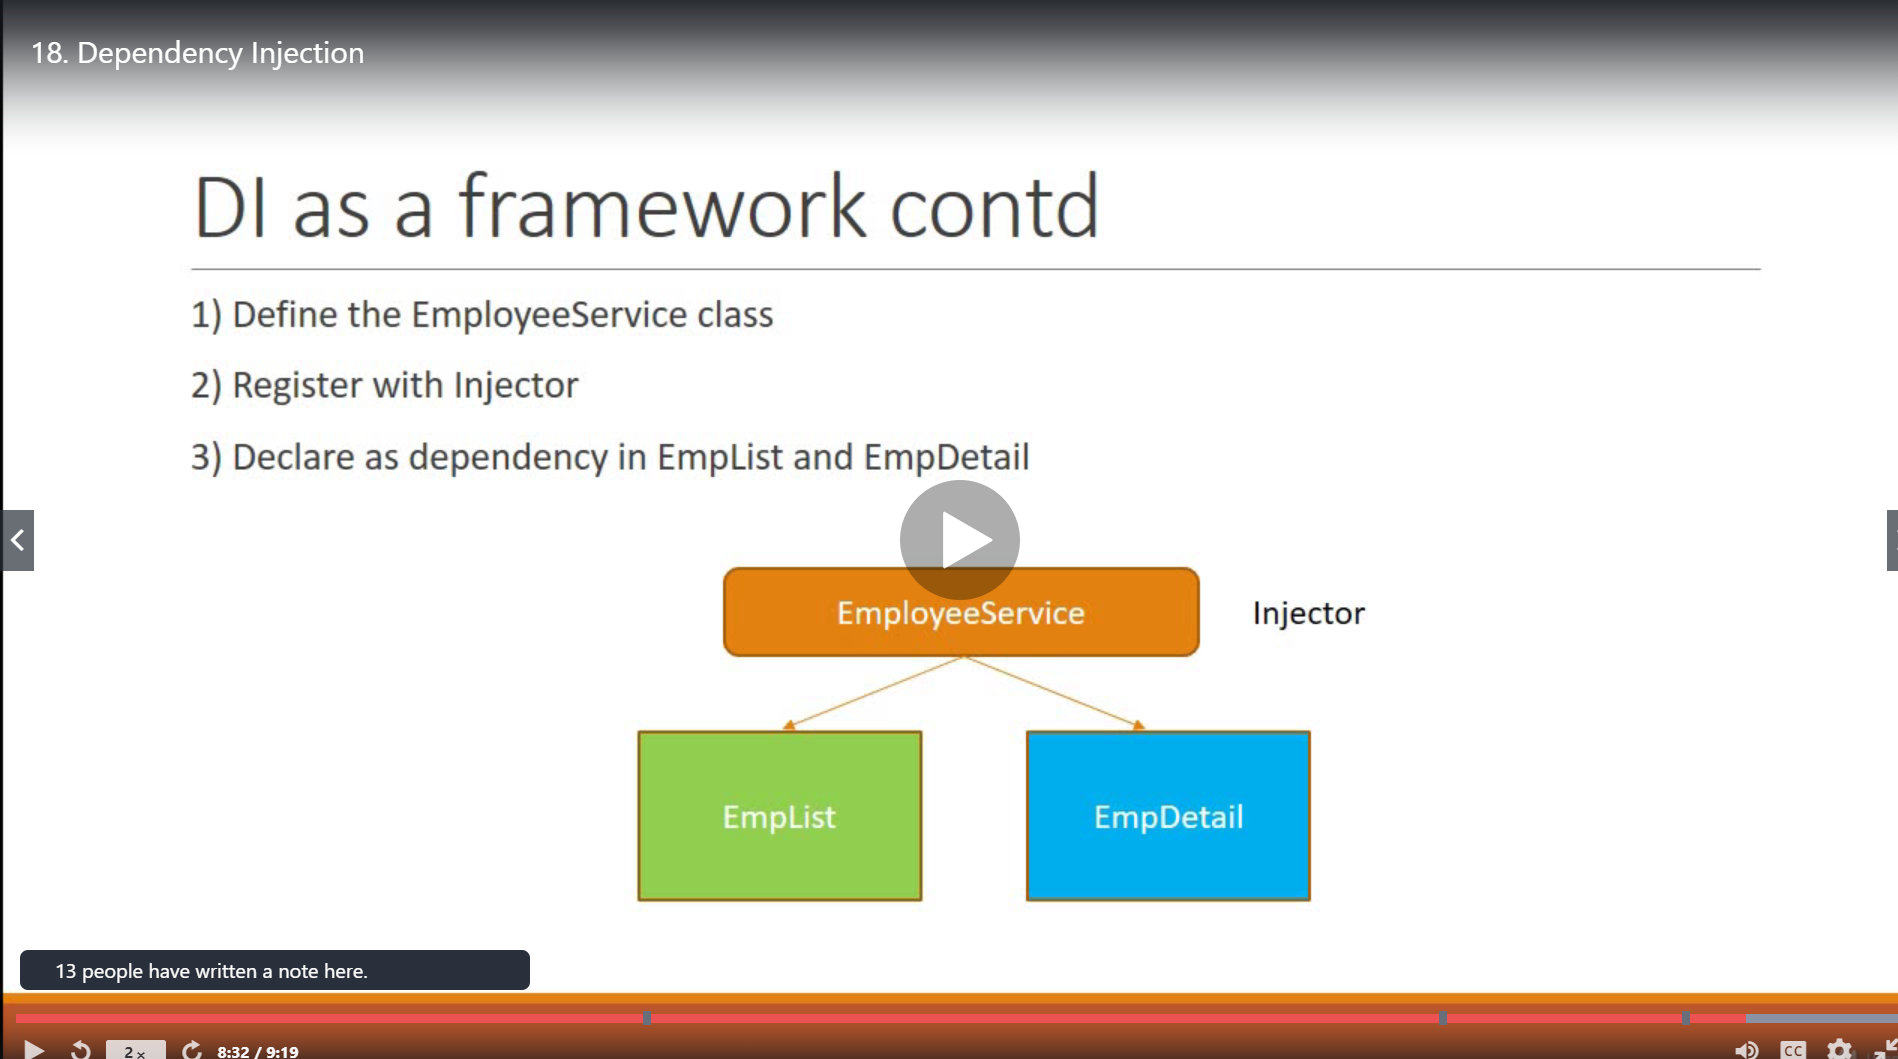 18. Dependency Injection
DI as a framework contd
1) Define the EmployeeService class
2) Register with Injector
3) Declare as dependency in EmpList and EmpDetail
EmployeeService
Injector
EmpList
EmpDetail
13 people have written a note here.
2 x
8:32 / 9:19
CC